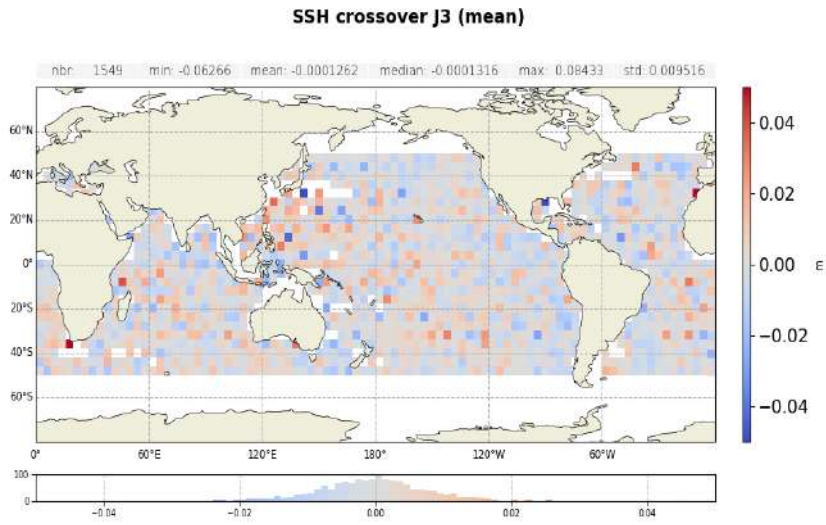 SSH crossover J3 (mean)
nbr: 1549 min: -0.06266 mean: -0.0001262 median: -0.0001316 max: 0.08433 std: 0.009516
60°N
40°N
20°N
0°
20°S
40°S
60°S
0° 60°E 120°E 180° 120°W 60°W
0.04
0.02
0.00
−0.02
−0.04
m
100
0
−0.04 −0.02 0.00 0.02 0.04